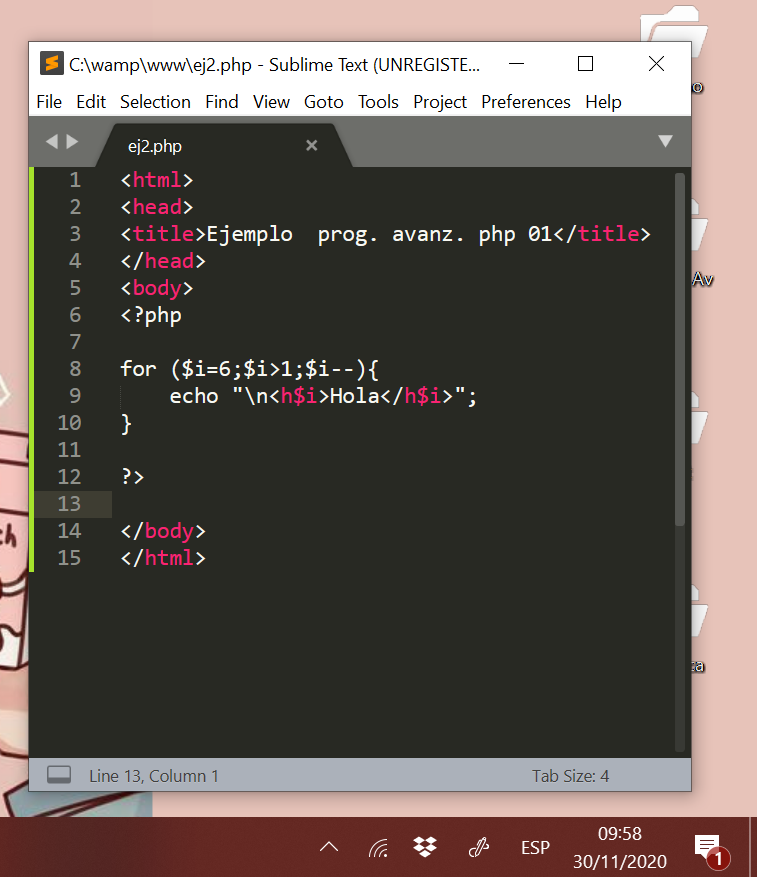 C:\wamp\www\ej2.php - Sublime Text (UNREGISTE...
File Edit Selection Find View Goto Tools Project Preferences Help
ej2.php
1 <html>
2 <head>
3 <title>Ejemplo  prog. avanz. php 01</title>
4 </head>
5 <body>
6 <?php
7
8 for ($i=6;$i>1;$i--){
9     echo "\n<h$i>Hola</h$i>";
10 }
11
12 ?>
13
14 </body>
15 </html>
Av
Line 13, Column 1 Tab Size: 4
ESP
09:58
30/11/2020
1